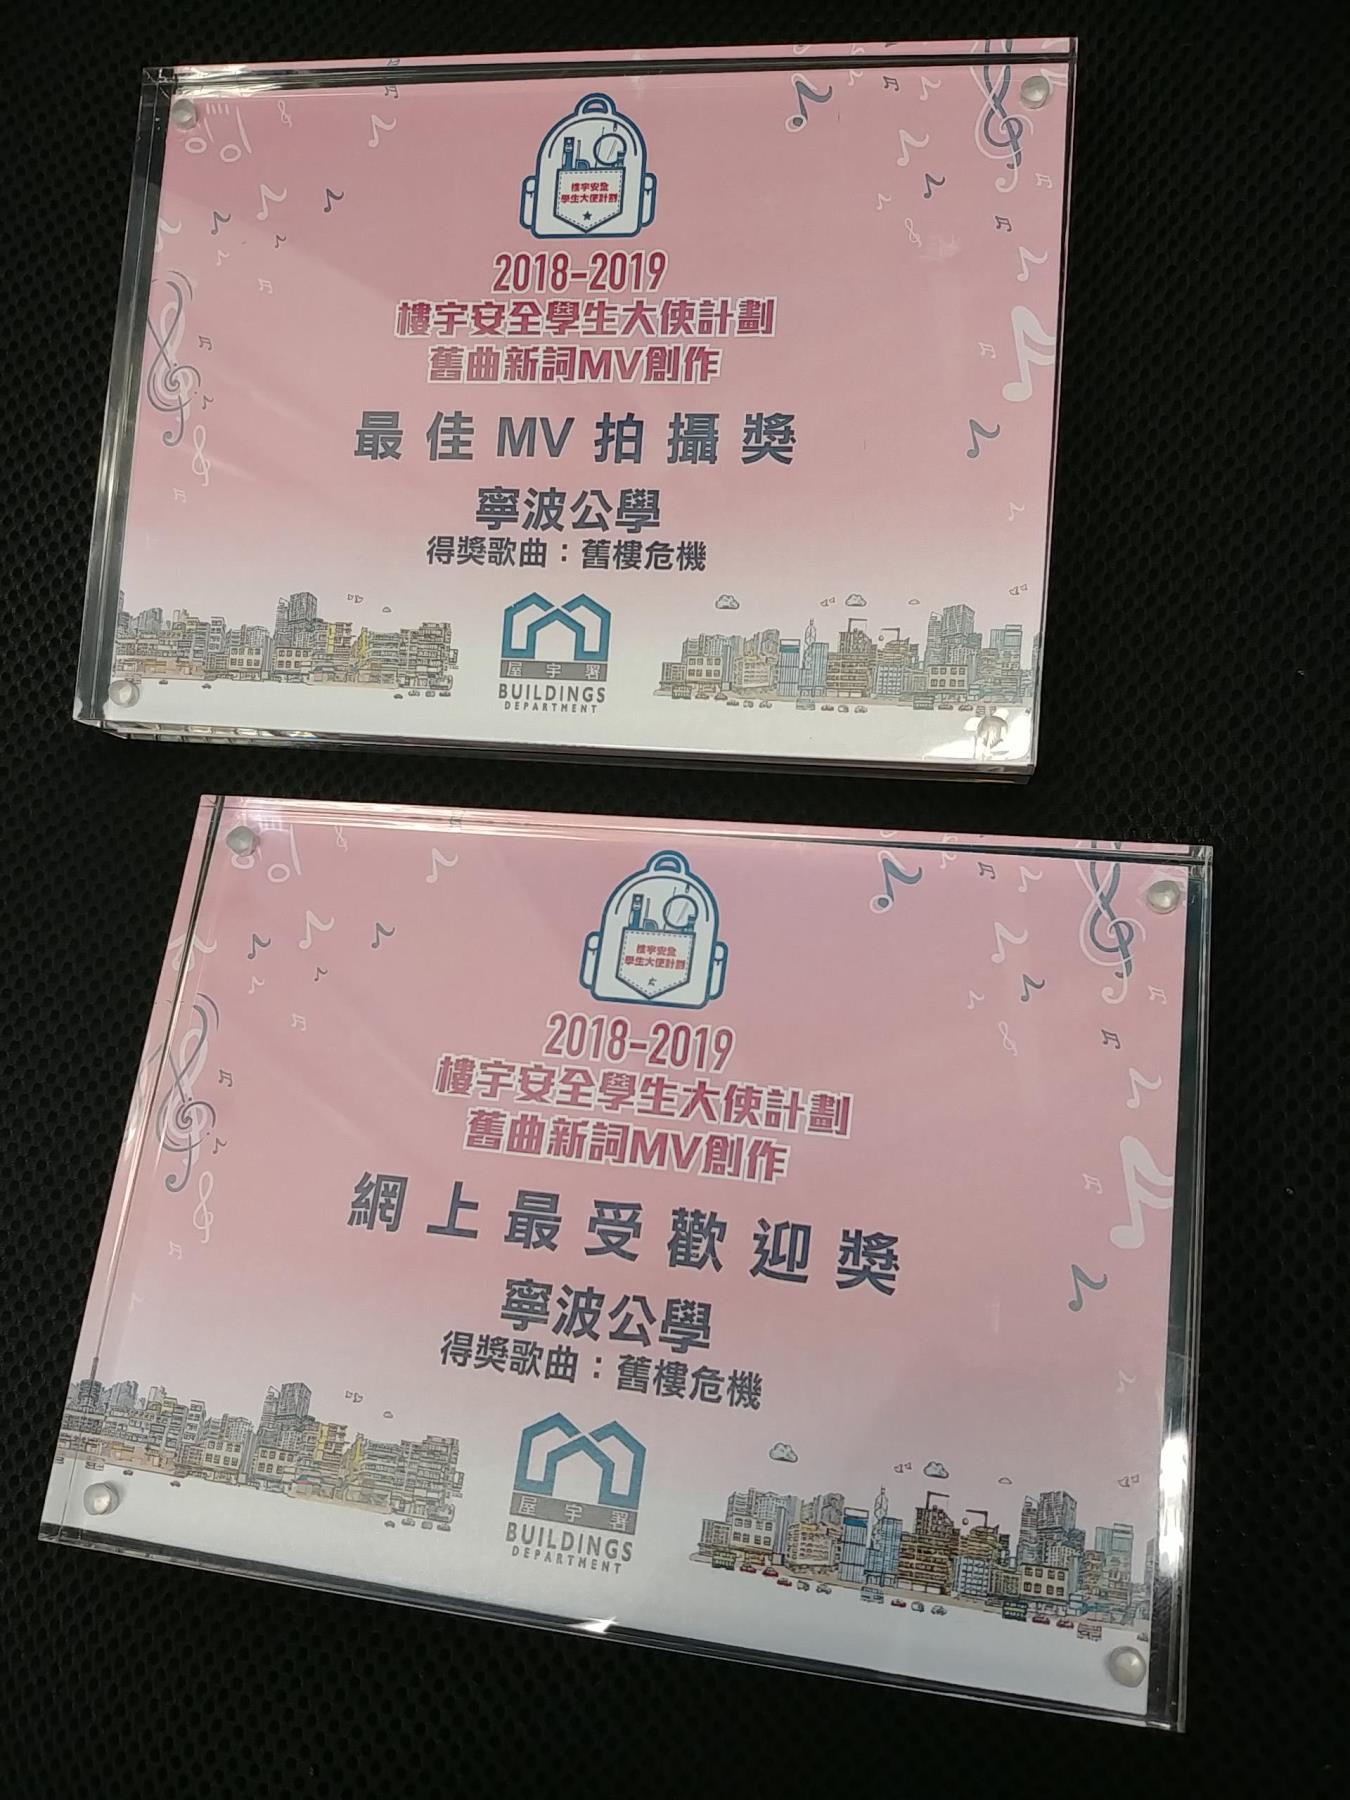 樓宇安全
學生大使計劃
2018-2019
樓宇安全學生大使計劃
舊曲新詞MV創作
最佳MV拍攝獎
寧波公學
得獎歌曲：舊樓危機
屋宇署
BUILDINGS
DEPARTMENT
樓宇安全
學生大使計劃
2018-2019
樓宇安全學生大使計劃
舊曲新詞MV創作
網上最受歡迎獎
寧波公學
得獎歌曲：舊樓危機
屋宇署
BUILDINGS
DEPARTMENT